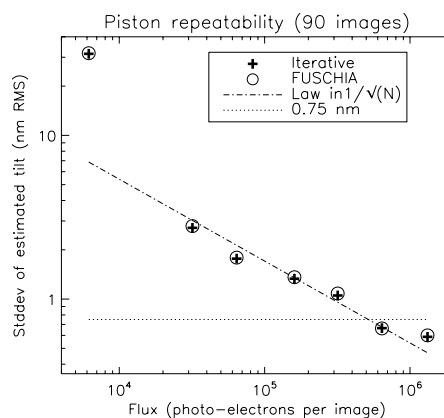 Piston repeatability (90 images)
Stddev of estimated tilt (nm RMS)
10
1
Iterative
FUSCHIA
Law in1/√(N)
0.75 nm
10⁴
10⁵
10⁶
Flux (photo-electrons per image)